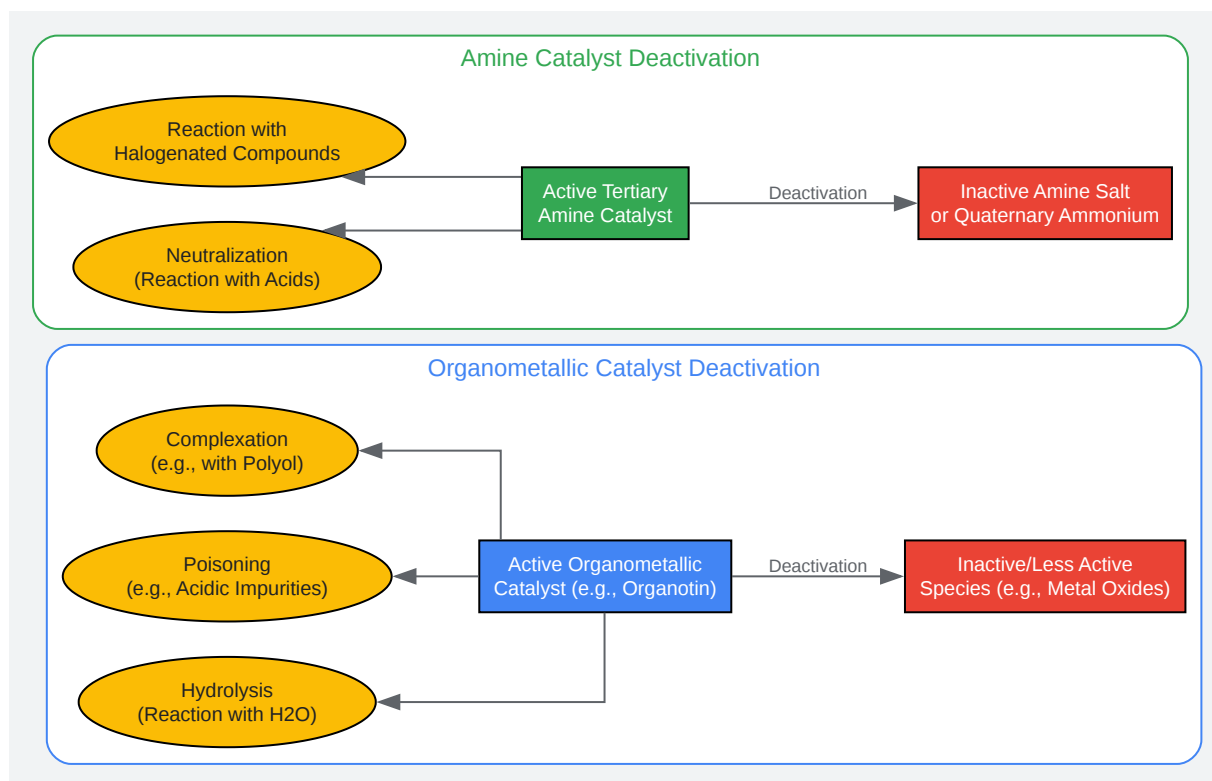 Amine Catalyst Deactivation
Reaction with
Halogenated Compounds
Neutralization
(Reaction with Acids)
Active Tertiary
Amine Catalyst
Deactivation
Inactive Amine Salt
or Quaternary Ammonium
Organometallic Catalyst Deactivation
Complexation
(e.g., with Polyol)
Poisoning
(e.g., Acidic Impurities)
Hydrolysis
(Reaction with H2O)
Active Organometallic
Catalyst (e.g., Organotin)
Deactivation
Inactive/Less Active
Species (e.g., Metal Oxides)